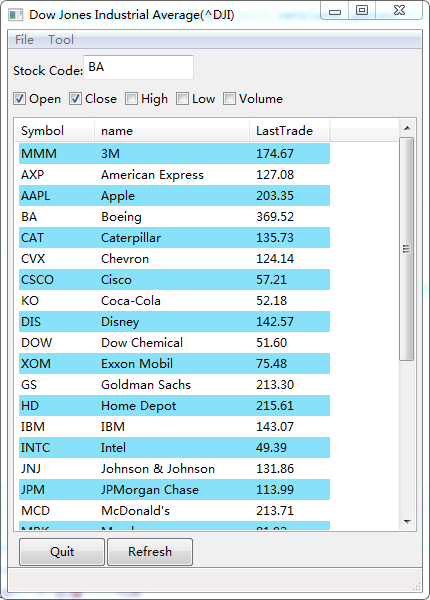 Dow Jones Industrial Average(^DJI)
File Tool
Stock Code: BA
Open Close High Low Volume
Symbol name LastTrade
MMM 3M 174.67
AXP American Express 127.08
AAPL Apple 203.35
BA Boeing 369.52
CAT Caterpillar 135.73
CVX Chevron 124.14
CSCO Cisco 57.21
KO Coca-Cola 52.18
DIS Disney 142.57
DOW Dow Chemical 51.60
XOM Exxon Mobil 75.48
GS Goldman Sachs 213.30
HD Home Depot 215.61
IBM IBM 143.07
INTC Intel 49.39
JNJ Johnson & Johnson 131.86
JPM JPMorgan Chase 113.99
MCD McDonald's 213.71
Quit Refresh